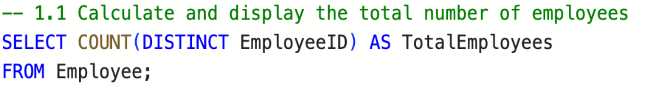 -- 1.1 Calculate and display the total number of employees
SELECT COUNT(DISTINCT EmployeeID) AS TotalEmployees
FROM Employee;